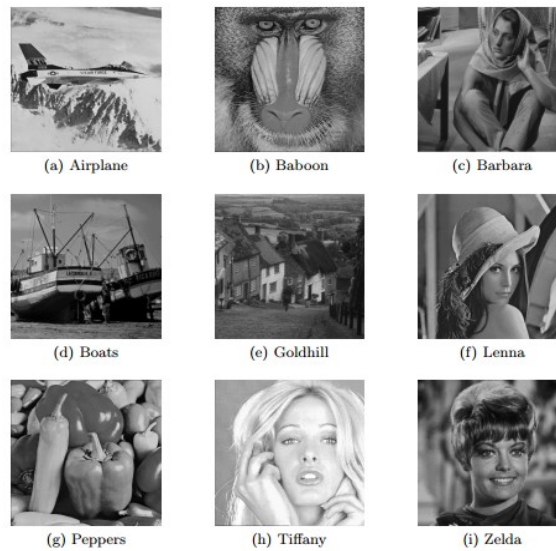 (a) Airplane
(b) Baboon
(c) Barbara
(d) Boats
(e) Goldhill
(f) Lenna
(g) Peppers
(h) Tiffany
(i) Zelda